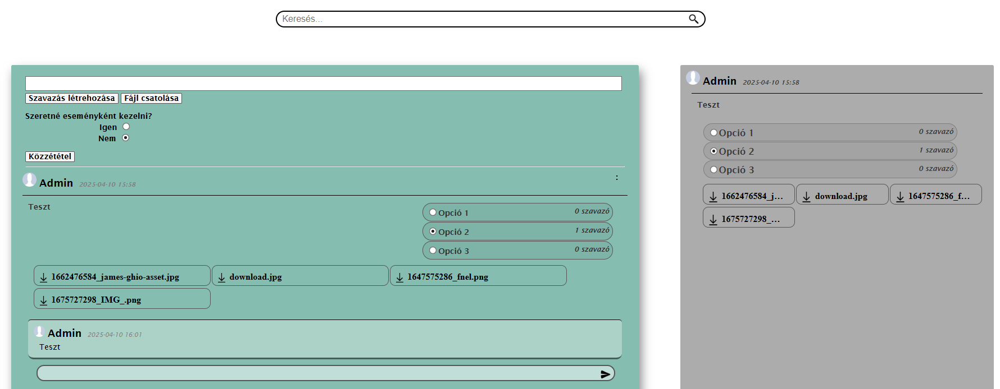 Keresés...
Szavazás létrehozása Fájl csatolása
Szeretné eseményként kezelni?
Igen
Nem
Közzététel
Admin 2025-04-10 15:58 :
Teszt
Opció 1 0 szavazó
Opció 2 1 szavazó
Opció 3 0 szavazó
1662476584_james-ghio-asset.jpg download.jpg 1647575286_fnel.png
1675727298_IMG_.png
Admin 2025-04-10 16:01
Teszt
Admin 2025-04-10 15:58
Teszt
Opció 1 0 szavazó
Opció 2 1 szavazó
Opció 3 0 szavazó
1662476584_j... download.jpg 1647575286_f...
1675727298_...